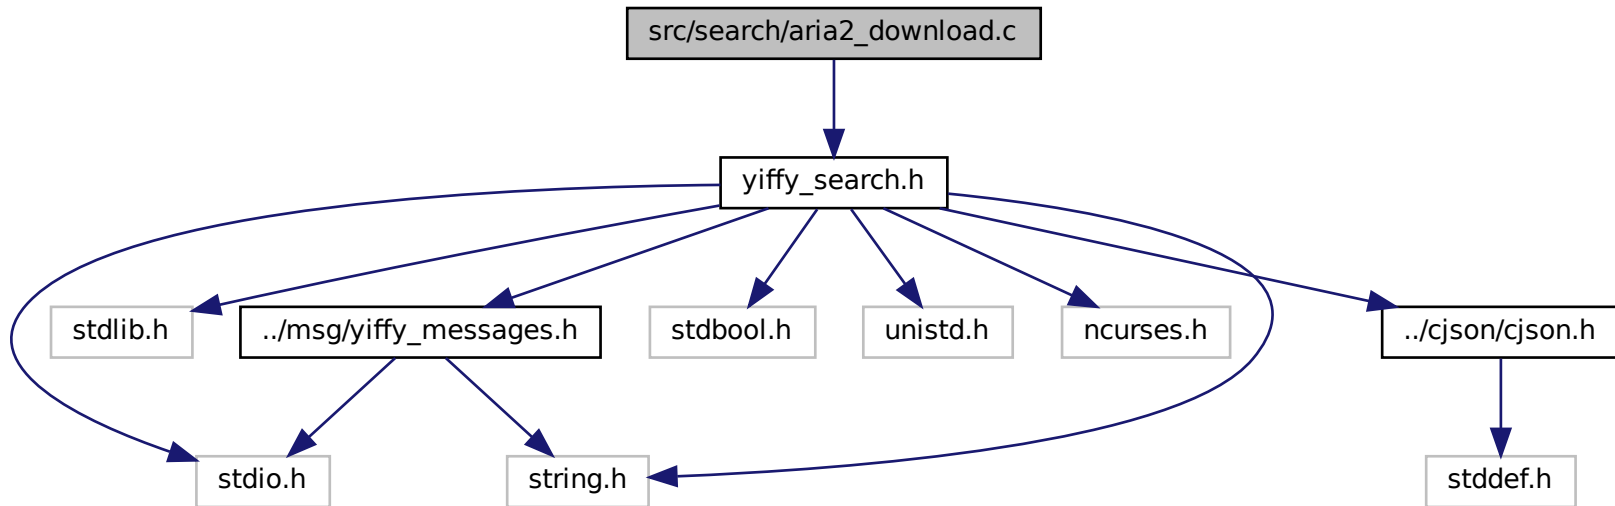 src/search/aria2_download.c
yiffy_search.h
stdlib.h
../msg/yiffy_messages.h
stdbool.h
unistd.h
ncurses.h
../cjson/cjson.h
stdio.h
string.h
stddef.h